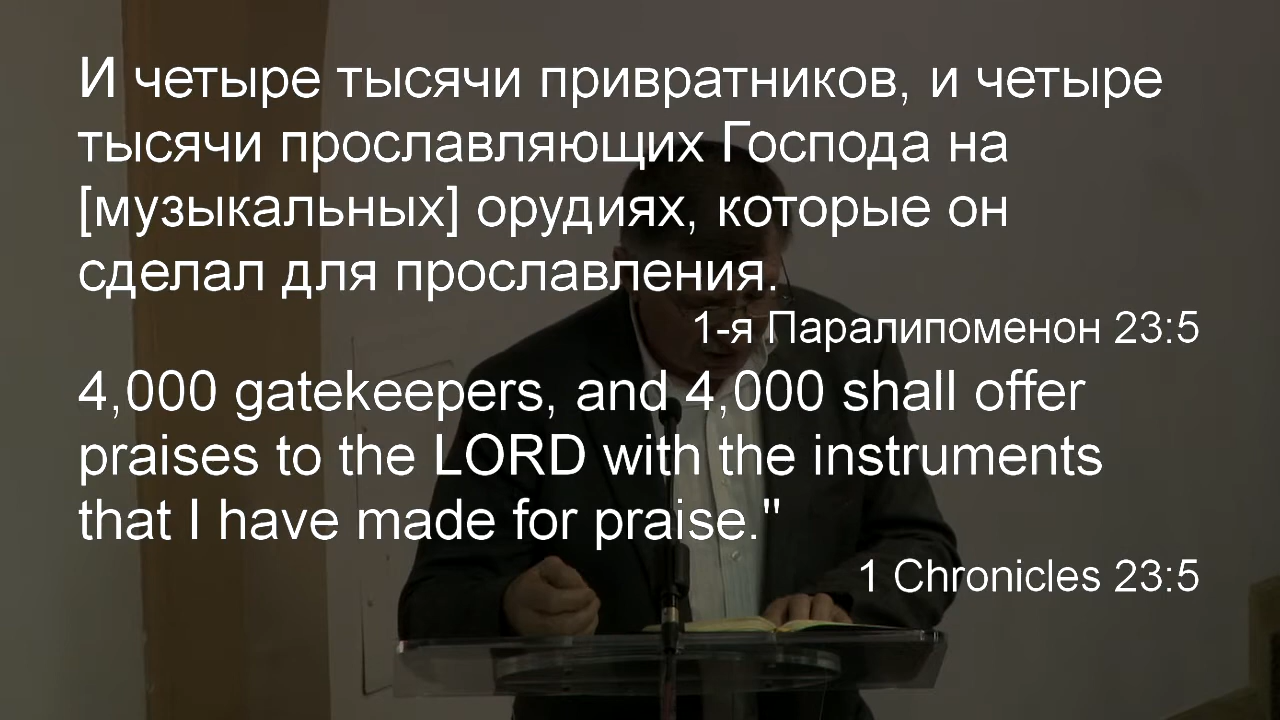 И четыре тысячи привратников, и четыре
тысячи прославляющих Господа на
[музыкальных] орудиях, которые он
сделал для прославления.
1-я Паралипоменон 23:5
4,000 gatekeepers, and 4,000 shall offer
praises to the LORD with the instruments
that I have made for praise."
1 Chronicles 23:5